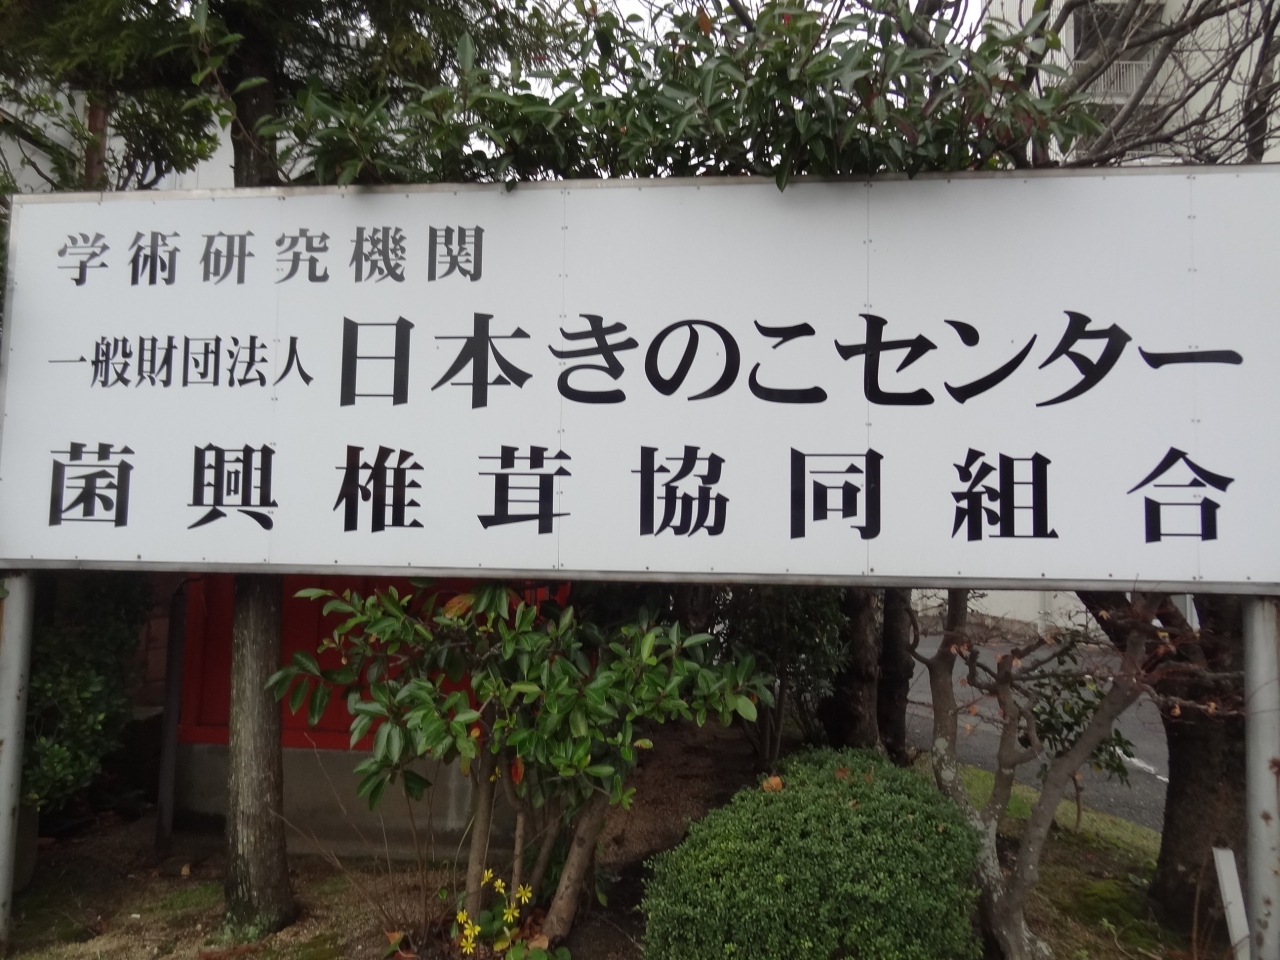 学術研究機関
一般財団法人 日本きのこセンター
菌興椎茸協同組合